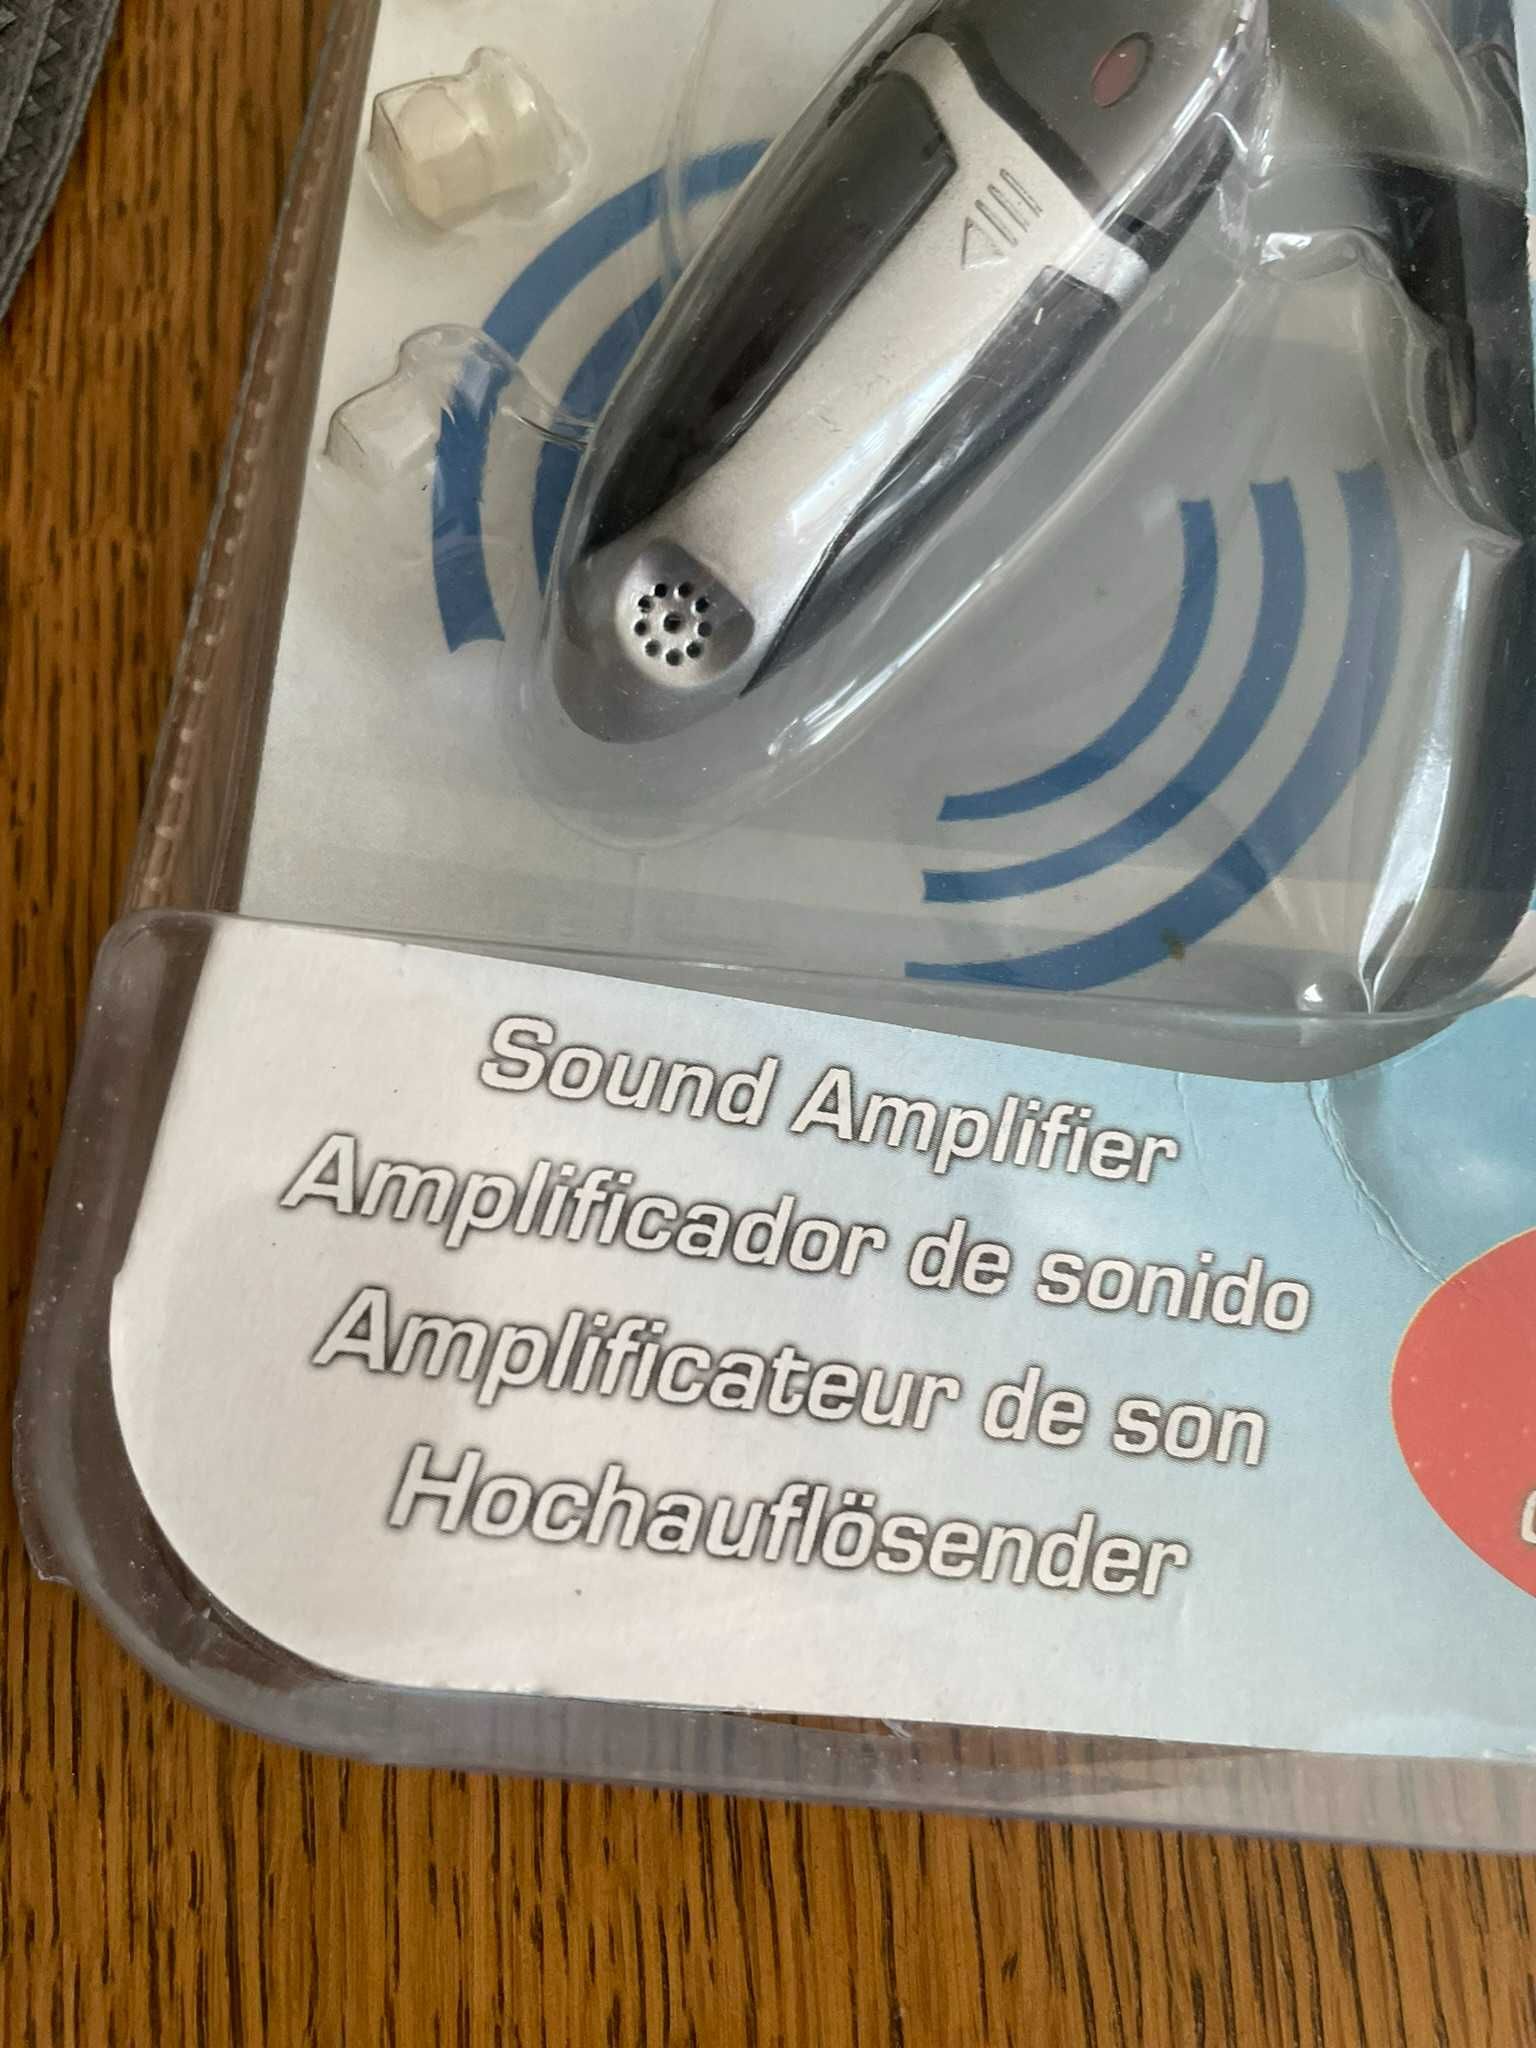 Sound Amplifier
Amplificador de sonido
Amplificateur de son
Hochauflösender